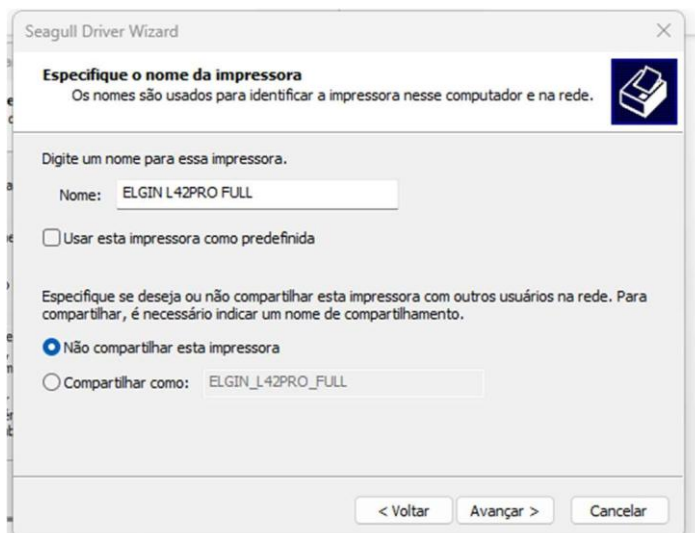 Seagull Driver Wizard
Especifique o nome da impressora
Os nomes são usados para identificar a impressora nesse computador e na rede.
Digite um nome para essa impressora.
Nome: ELGIN L42PRO FULL
Usar esta impressora como predefinida
Especifique se deseja ou não compartilhar esta impressora com outros usuários na rede. Para
compartilhar, é necessário indicar um nome de compartilhamento.
Não compartilhar esta impressora
Compartilhar como: ELGIN_L42PRO_FULL
< Voltar Avançar > Cancelar